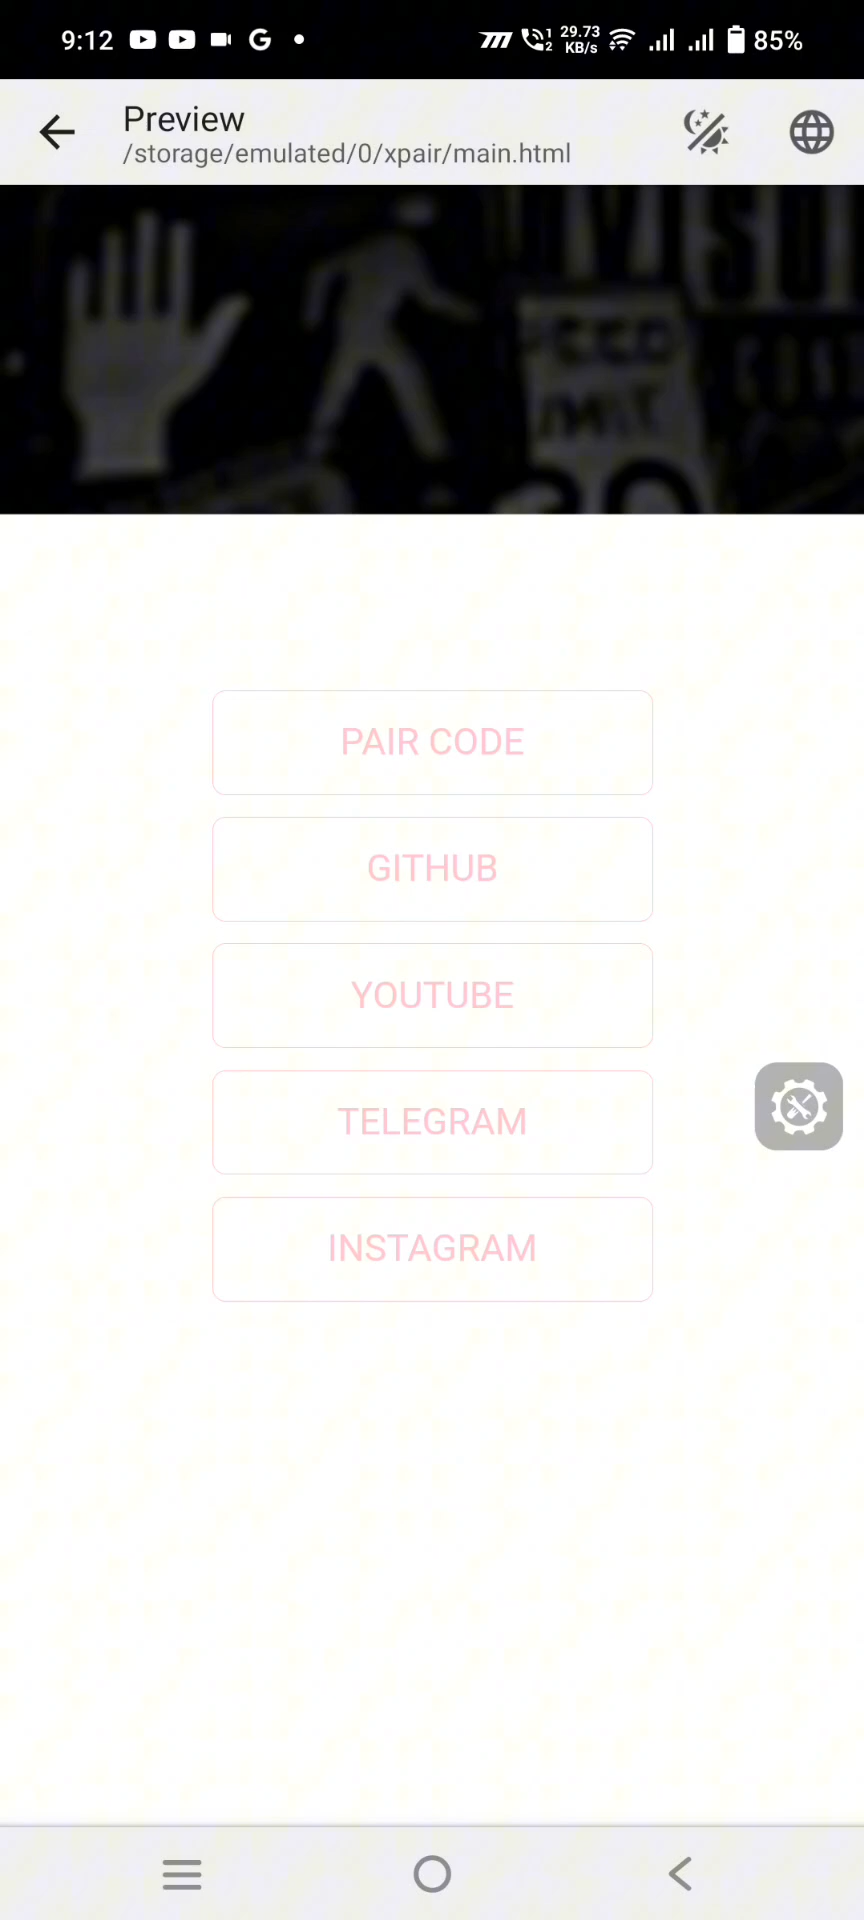 9:12
29.73
KB/s
85%
Preview
/storage/emulated/0/xpair/main.html
PAIR CODE
GITHUB
YOUTUBE
TELEGRAM
INSTAGRAM